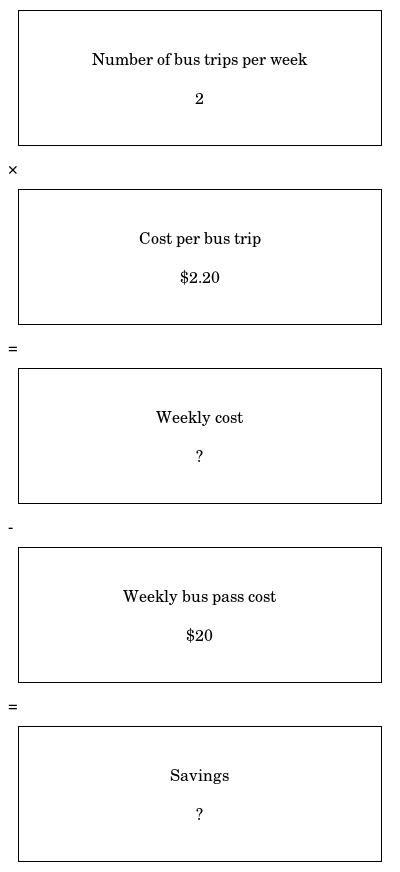 Number of bus trips per week
2
×
Cost per bus trip
$2.20
=
Weekly cost
?
-
Weekly bus pass cost
$20
=
Savings
?